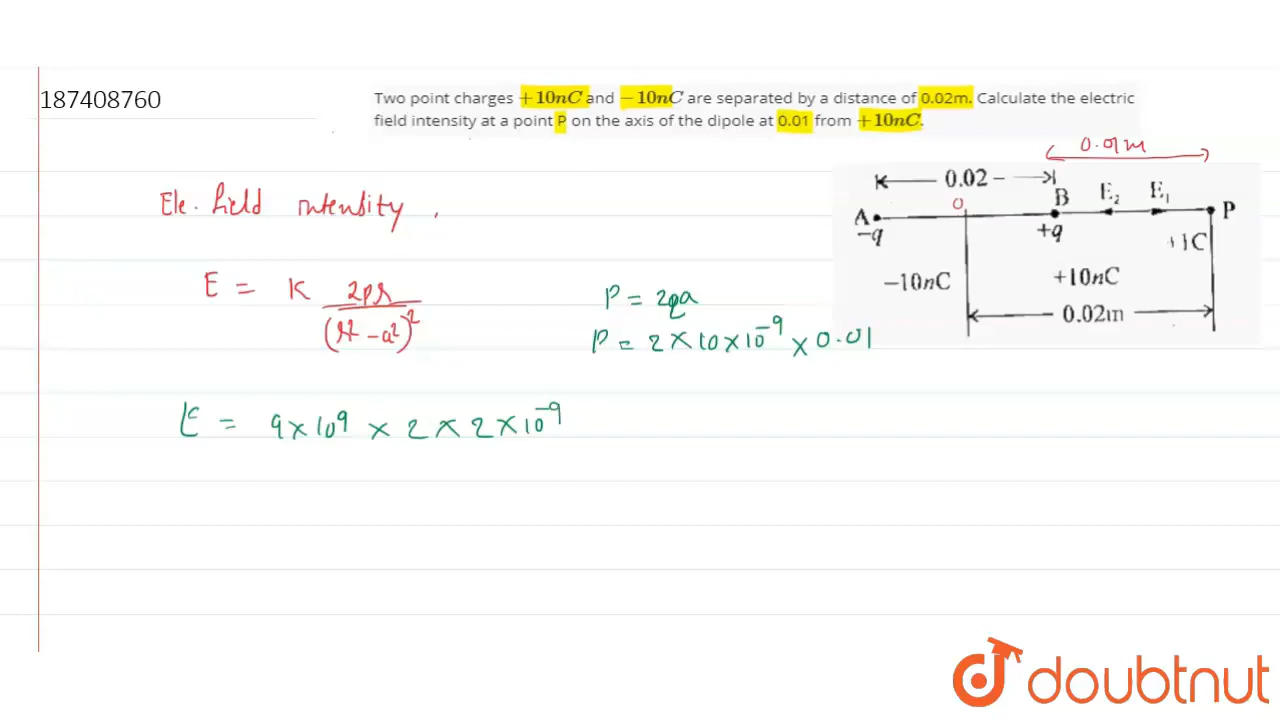 187408760
Two point charges +10nC and −10nC are separated by a distance of 0.02m. Calculate the electric
field intensity at a point P on the axis of the dipole at 0.01 from +10nC.
0.01m
0.02
O
B E₂ E₁ P
A
-q +q +1C
-10nC +10nC
0.02m
Ele. field intensity.
E = K 2pr/(r²-a²)²
P = 2qa
P = 2×10×10⁻⁹×0.01
E = 9×10⁹ × 2×2×10⁻⁹
doubtnut